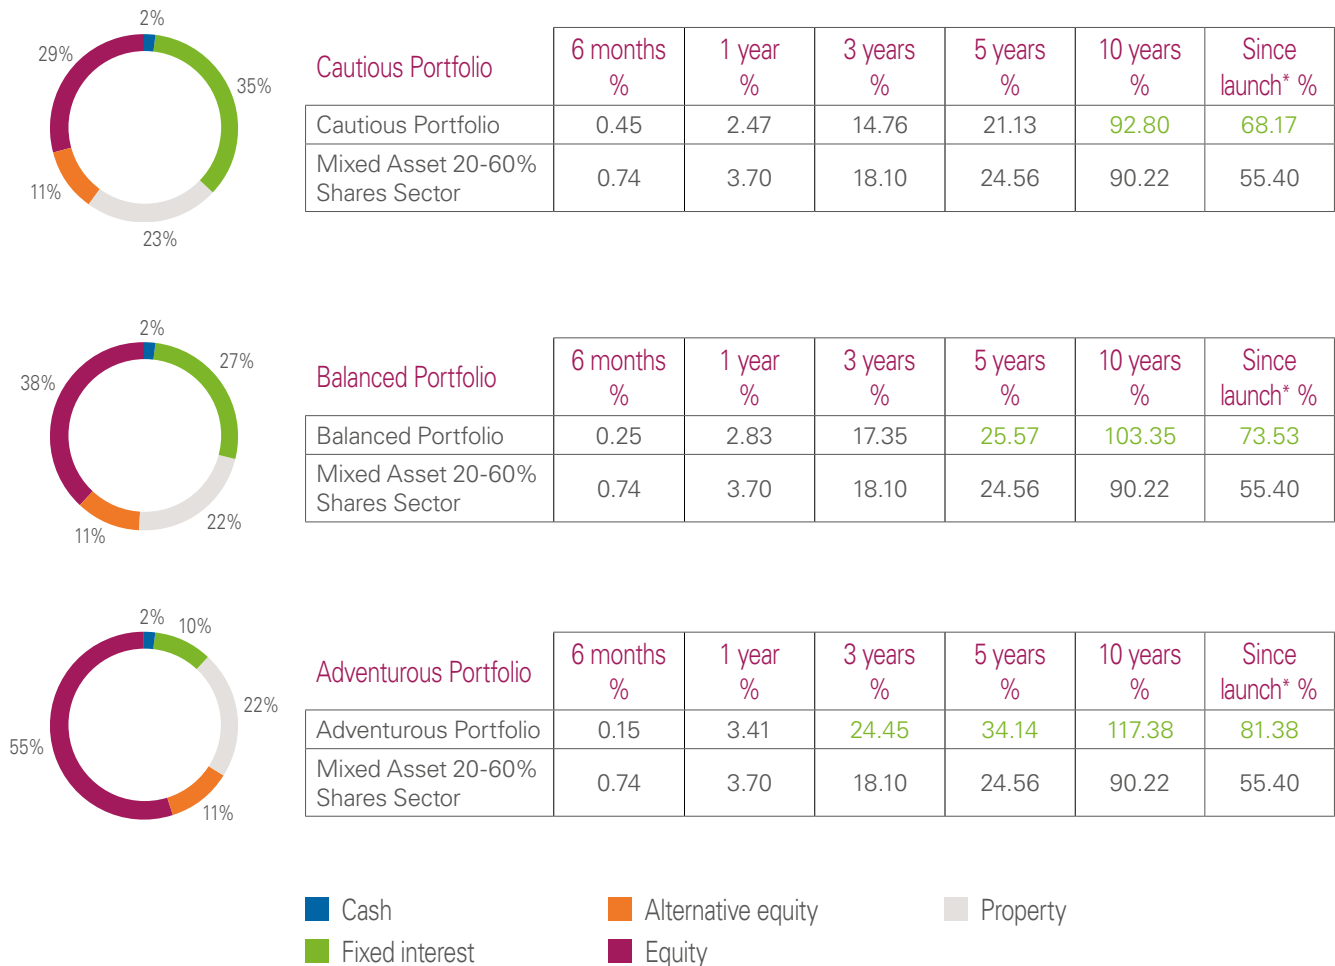 2%
29%
35%
11%
23%
Cautious Portfolio
6 months %
1 year %
3 years %
5 years %
10 years %
Since launch* %
Cautious Portfolio 0.45 2.47 14.76 21.13 92.80 68.17
Mixed Asset 20-60%
Shares Sector 0.74 3.70 18.10 24.56 90.22 55.40
2%
27%
38%
22%
11%
Balanced Portfolio
6 months %
1 year %
3 years %
5 years %
10 years %
Since launch* %
Balanced Portfolio 0.25 2.83 17.35 25.57 103.35 73.53
Mixed Asset 20-60%
Shares Sector 0.74 3.70 18.10 24.56 90.22 55.40
2%
10%
22%
55%
11%
Adventurous Portfolio
6 months %
1 year %
3 years %
5 years %
10 years %
Since launch* %
Adventurous Portfolio 0.15 3.41 24.45 34.14 117.38 81.38
Mixed Asset 20-60%
Shares Sector 0.74 3.70 18.10 24.56 90.22 55.40
Cash
Alternative equity
Property
Fixed interest
Equity